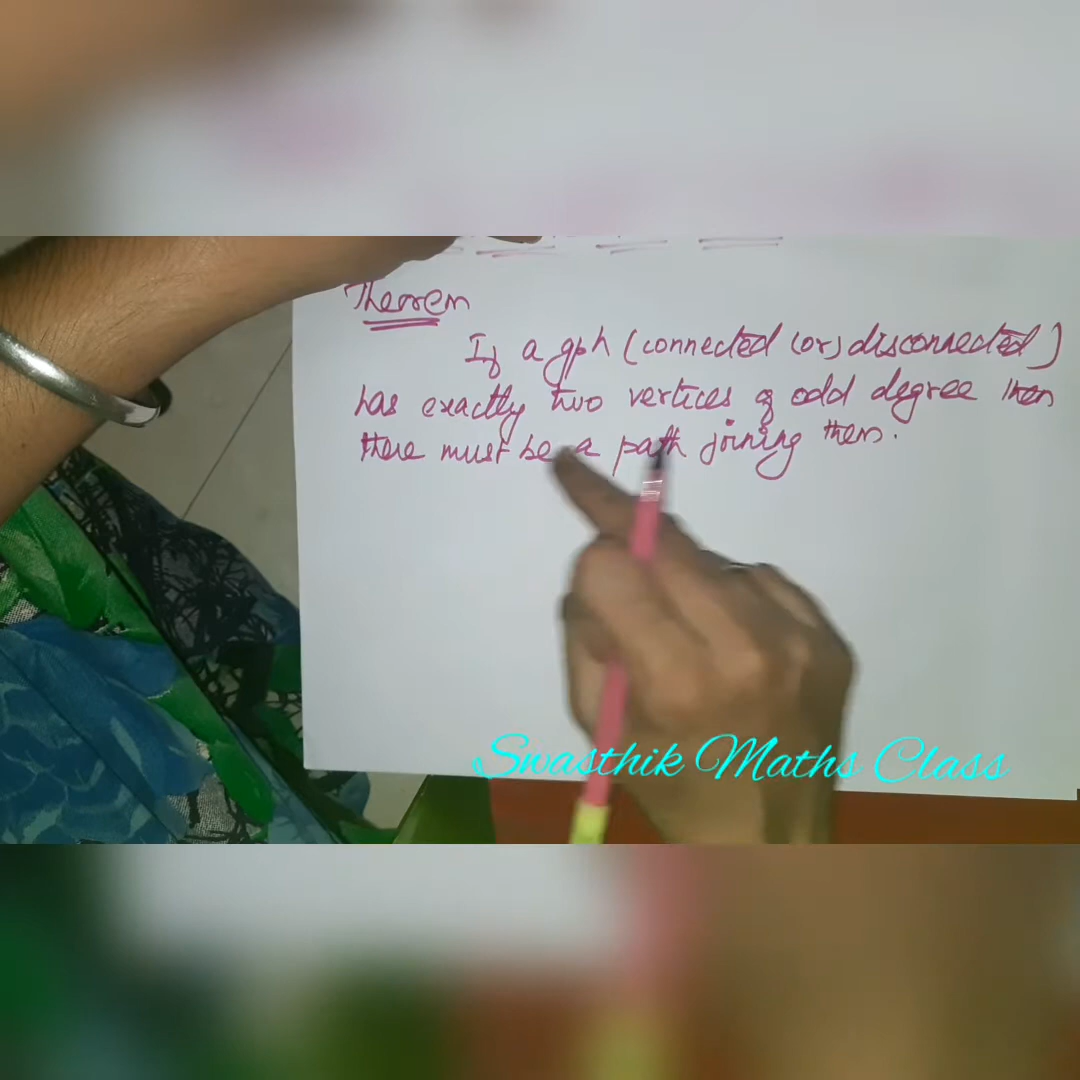 Theorem
If a gph (connected (or) disconnected)
has exactly two vertices of odd degree then
there must be a path joining them.
Swasthik Maths Class